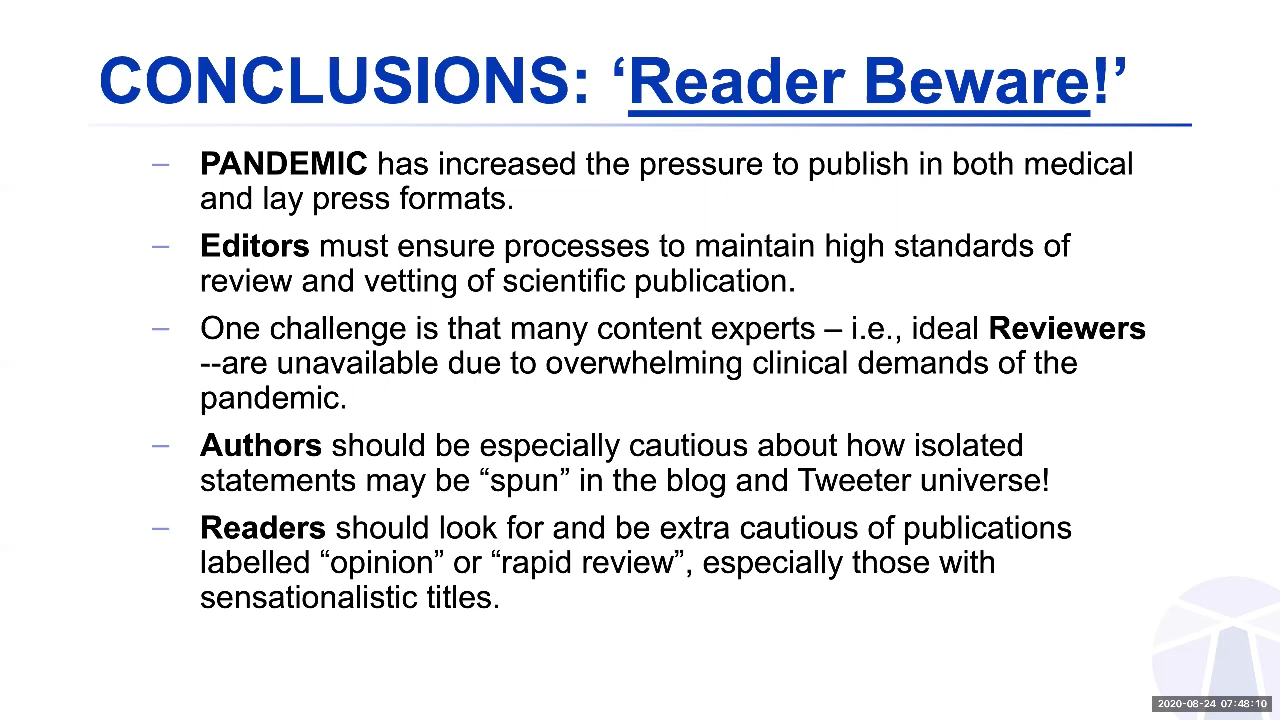 CONCLUSIONS: ‘Reader Beware!’
– PANDEMIC has increased the pressure to publish in both medical
and lay press formats.
– Editors must ensure processes to maintain high standards of
review and vetting of scientific publication.
– One challenge is that many content experts – i.e., ideal Reviewers
--are unavailable due to overwhelming clinical demands of the
pandemic.
– Authors should be especially cautious about how isolated
statements may be “spun” in the blog and Tweeter universe!
– Readers should look for and be extra cautious of publications
labelled “opinion” or “rapid review”, especially those with
sensationalistic titles.
2020-08-24 07:48:10